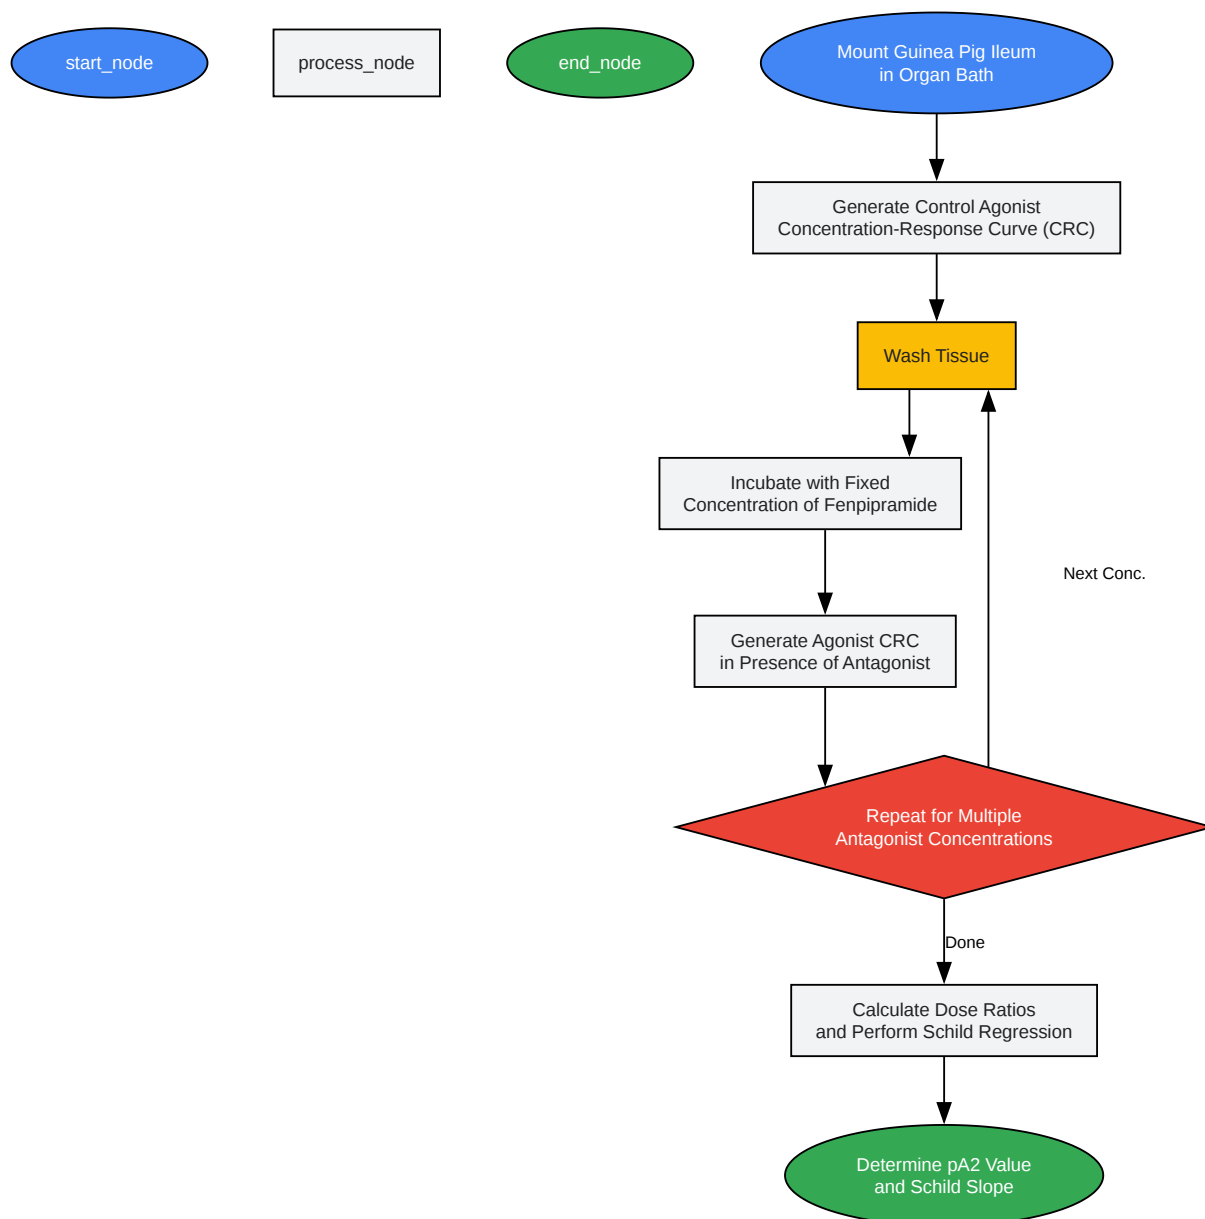 start_node
process_node
end_node
Mount Guinea Pig Ileum
in Organ Bath
Generate Control Agonist
Concentration-Response Curve (CRC)
Wash Tissue
Incubate with Fixed
Concentration of Fenpipramide
Next Conc.
Generate Agonist CRC
in Presence of Antagonist
Repeat for Multiple
Antagonist Concentrations
Done
Calculate Dose Ratios
and Perform Schild Regression
Determine pA2 Value
and Schild Slope